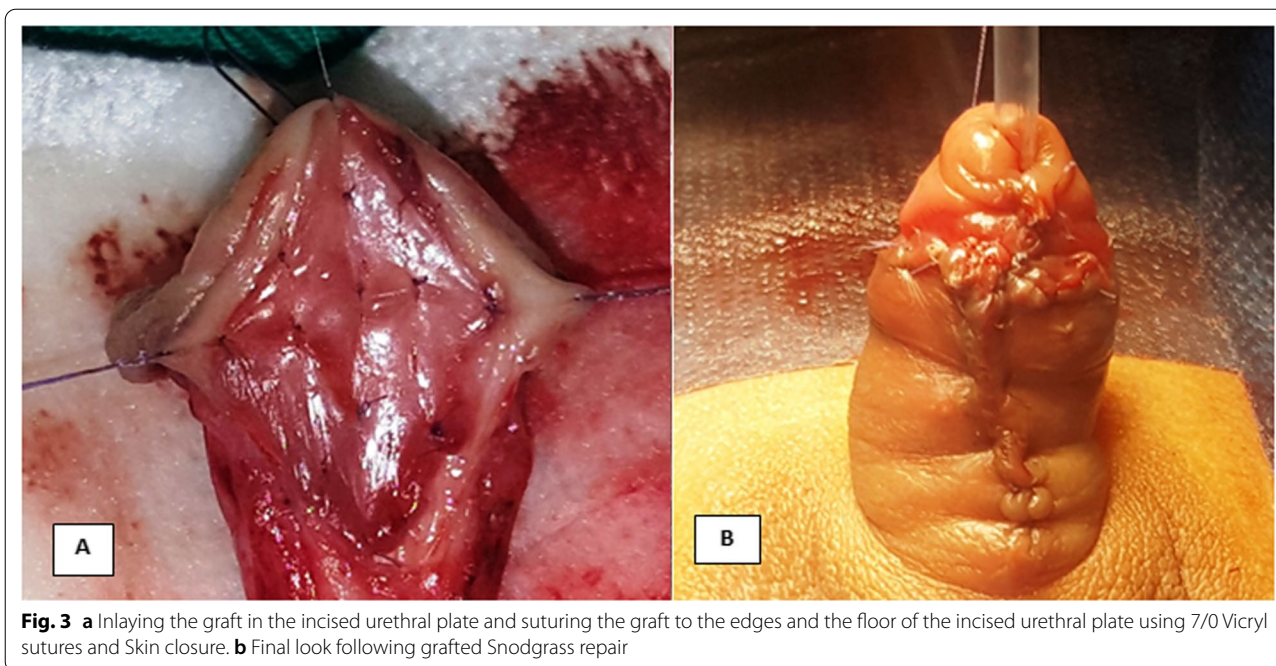 A
B
Fig. 3 a Inlaying the graft in the incised urethral plate and suturing the graft to the edges and the floor of the incised urethral plate using 7/0 Vicryl
sutures and Skin closure. b Final look following grafted Snodgrass repair